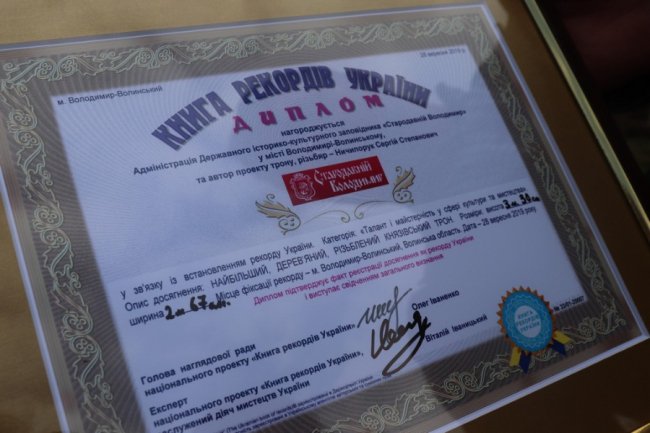 м. Володимир-Волинський
28 вересня 2019 р.
КНИГА РЕКОРДІВ УКРАЇНИ
ДИПЛОМ
нагороджується
Адміністрація Державного історико-культурного заповідника «Стародавній Володимир»
у місті Володимирі-Волинському,
та автор проекту трону, різьбяр – Ничипорук Сергій Степанович
Стародавній
Володимир
У зв'язку із встановленням рекорду України. Категорія «Талант і майстерність у сфері культури та мистецтва»
Опис досягнення: НАЙБІЛЬШИЙ, ДЕРЕВ'ЯНИЙ, РІЗЬБЛЕНИЙ КНЯЗІВСЬКИЙ ТРОН. Розміри: висота 3 м 39 см
ширина 2 м 67 см. Місце фіксації рекорду – м. Володимир-Волинський, Волинська область. Дата – 28 вересня 2019 року
Диплом підтверджує факт реєстрації досягнення як рекорду України
і виступає свідченням загального визнання
Голова наглядової ради
національного проекту «Книга рекордів України»
Олег Іваненко
Експерт
національного проекту «Книга рекордів України»,
Віталій Іваницький
заслужений діяч мистецтв України
КНИГА
РЕКОРДІВ
УКРАЇНИ